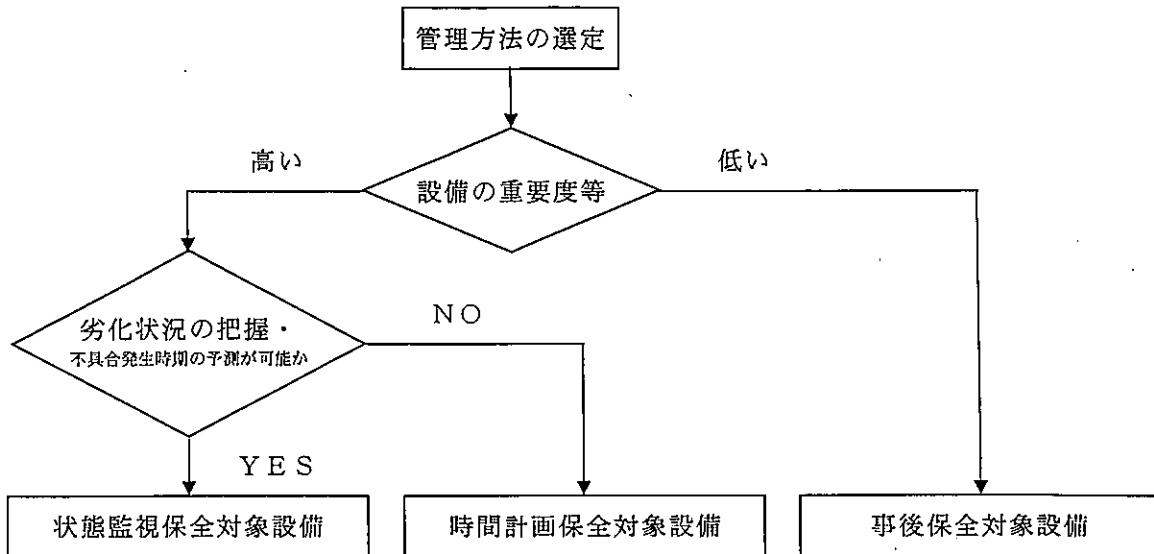 管理方法の選定
高い
低い
設備の重要度等
劣化状況の把握・
不具合発生時期の予測が可能か
ＮＯ
ＹＥＳ
状態監視保全対象設備
時間計画保全対象設備
事後保全対象設備